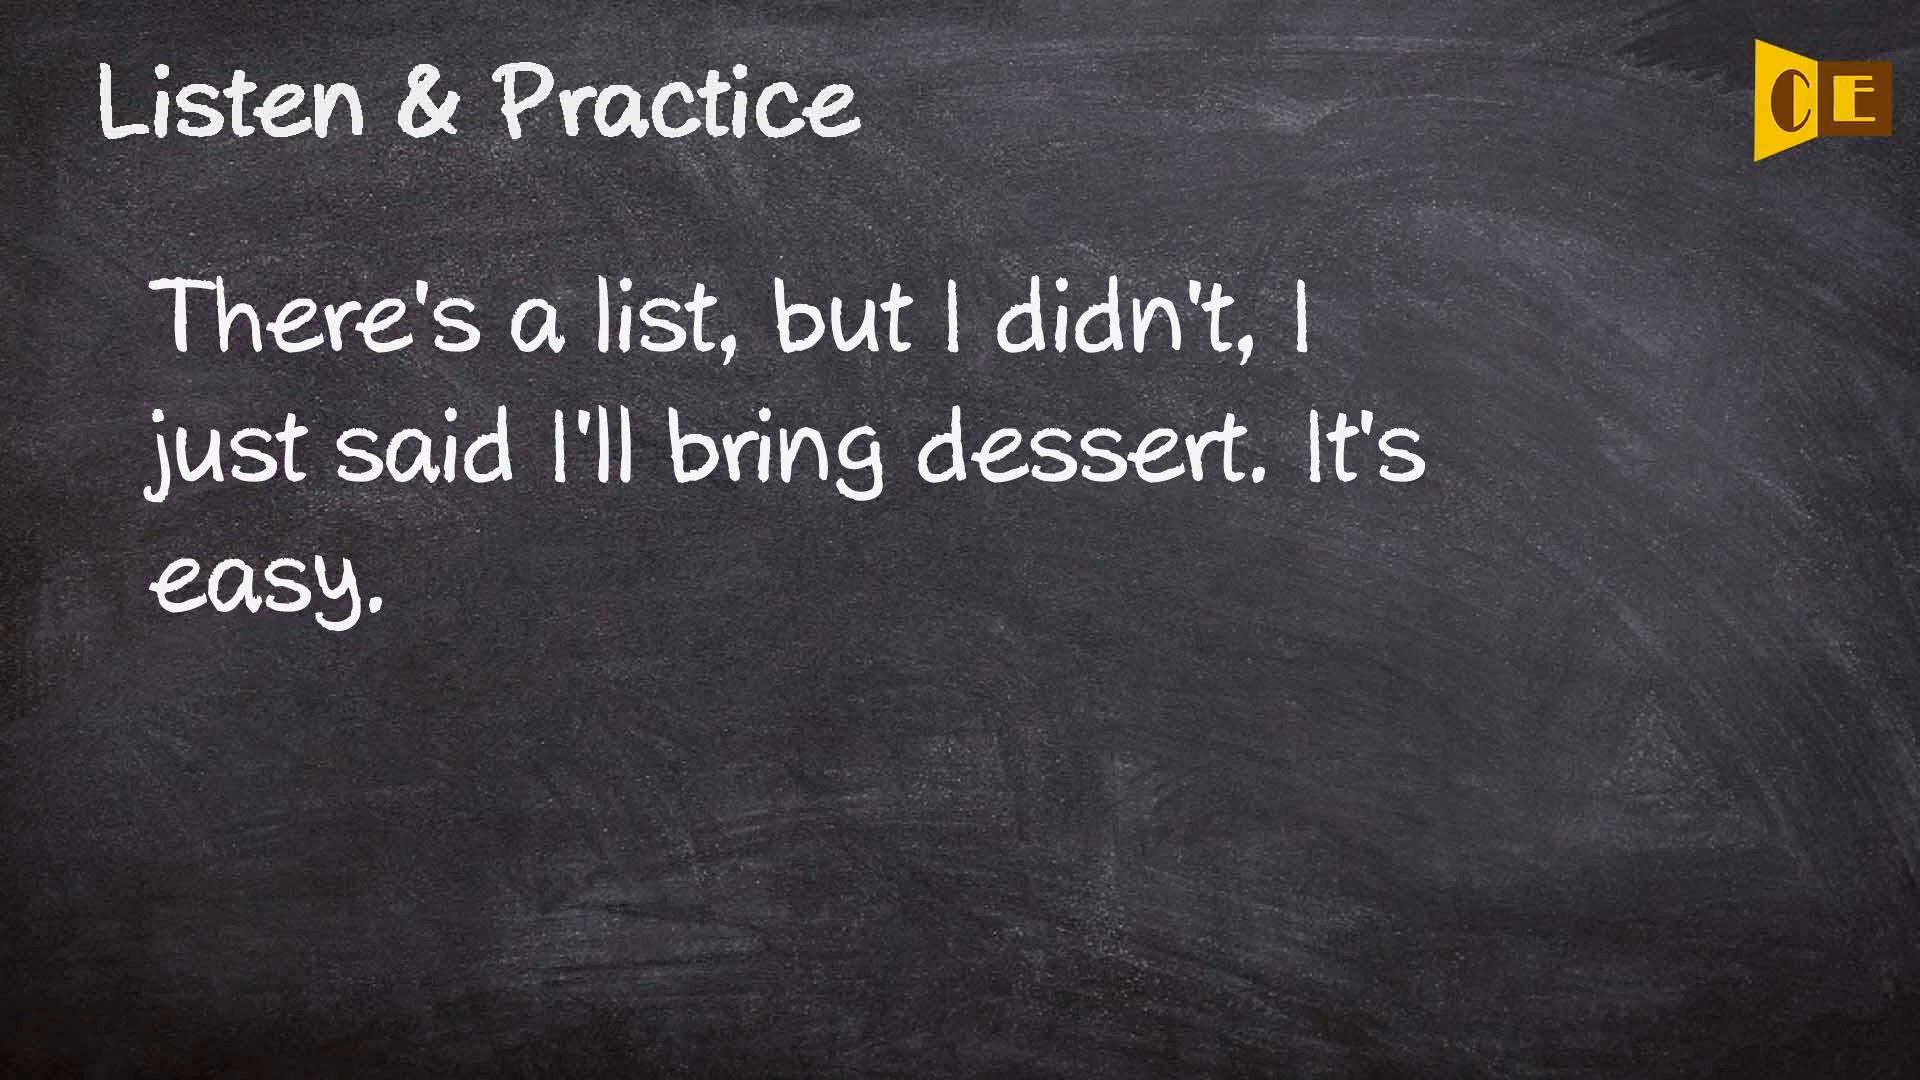 Listen & Practice
CE
There's a list, but I didn't, I
just said I'll bring dessert. It's
easy.